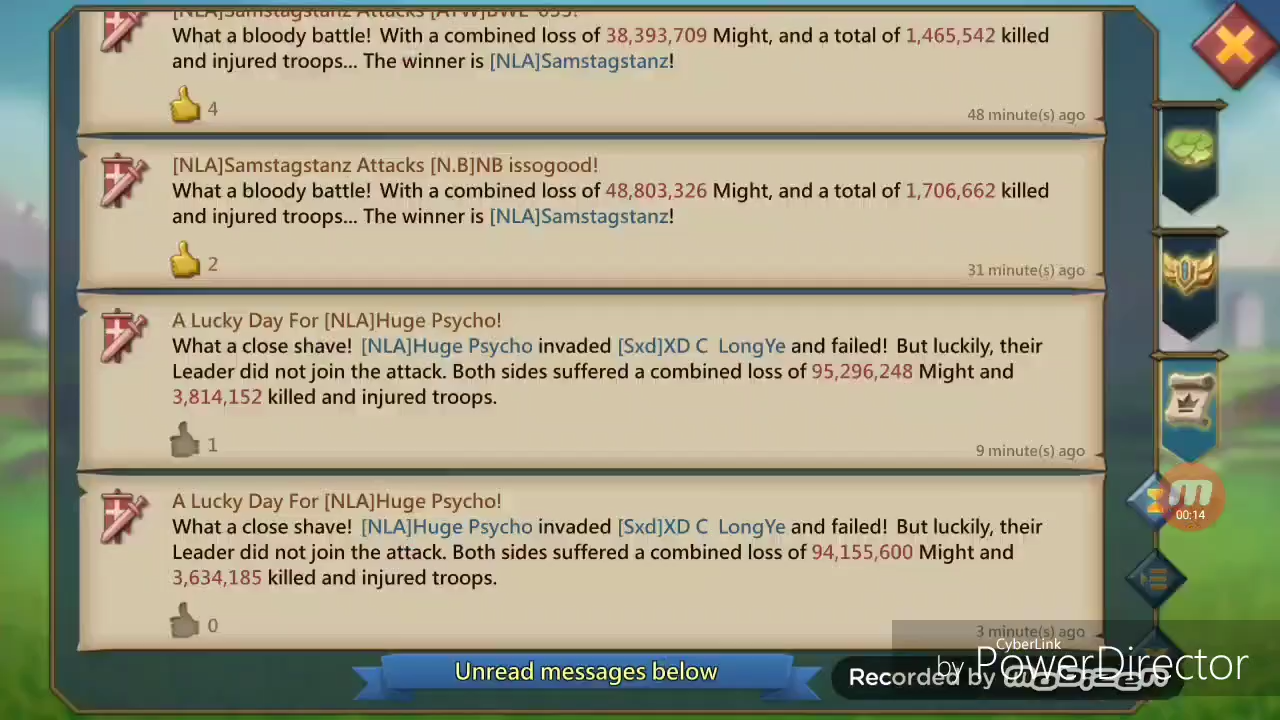 [NLA]Samstagstanz Attacks [ATW]BWE-055!
What a bloody battle! With a combined loss of 38,393,709 Might, and a total of 1,465,542 killed
and injured troops... The winner is [NLA]Samstagstanz!
4
48 minute(s) ago
[NLA]Samstagstanz Attacks [N.B]NB issogood!
What a bloody battle! With a combined loss of 48,803,326 Might, and a total of 1,706,662 killed
and injured troops... The winner is [NLA]Samstagstanz!
2
31 minute(s) ago
A Lucky Day For [NLA]Huge Psycho!
What a close shave! [NLA]Huge Psycho invaded [Sxd]XD C LongYe and failed! But luckily, their
Leader did not join the attack. Both sides suffered a combined loss of 95,296,248 Might and
3,814,152 killed and injured troops.
1
9 minute(s) ago
00:14
A Lucky Day For [NLA]Huge Psycho!
What a close shave! [NLA]Huge Psycho invaded [Sxd]XD C LongYe and failed! But luckily, their
Leader did not join the attack. Both sides suffered a combined loss of 94,155,600 Might and
3,634,185 killed and injured troops.
0
3 minute(s) ago
CyberLink
by PowerDirector
Unread messages below
Recorded by mobizen